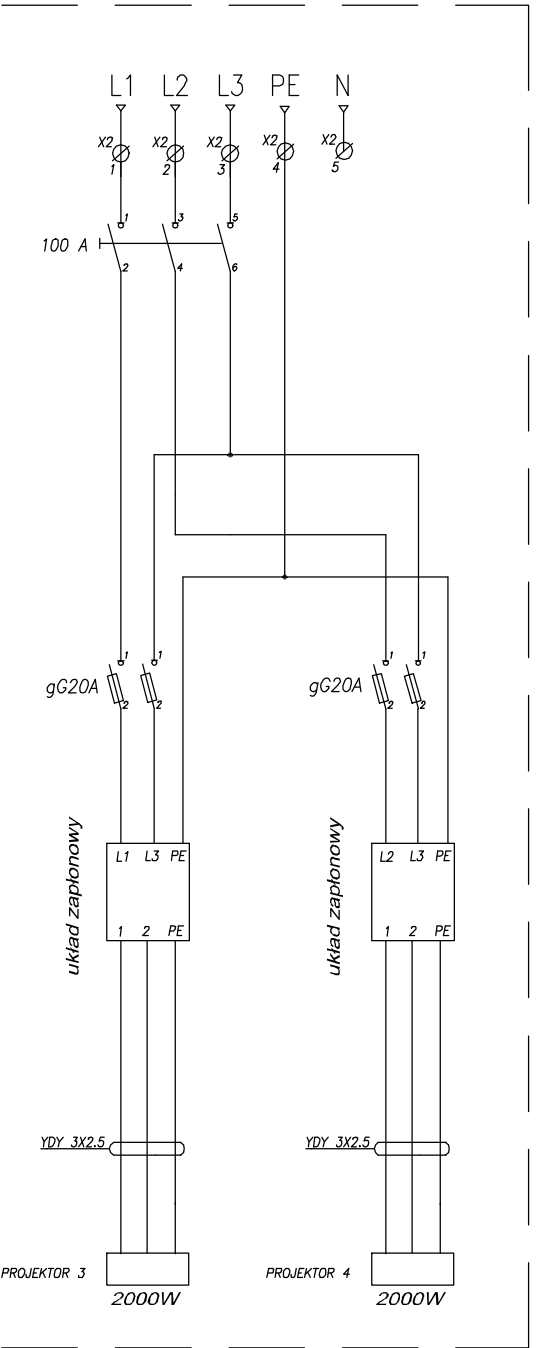 L1 L2 L3 PE N
X2 X2 X2 X2 X2
1 2 3 4 5
1 3 5
100 A
2 4 6
1 1 1 1
gG20A gG20A
2 2 2 2
układ zapłonowy układ zapłonowy
L1 L3 PE L2 L3 PE
1 2 PE 1 2 PE
YDY 3X2.5 YDY 3X2.5
PROJEKTOR 3 PROJEKTOR 4
2000W 2000W